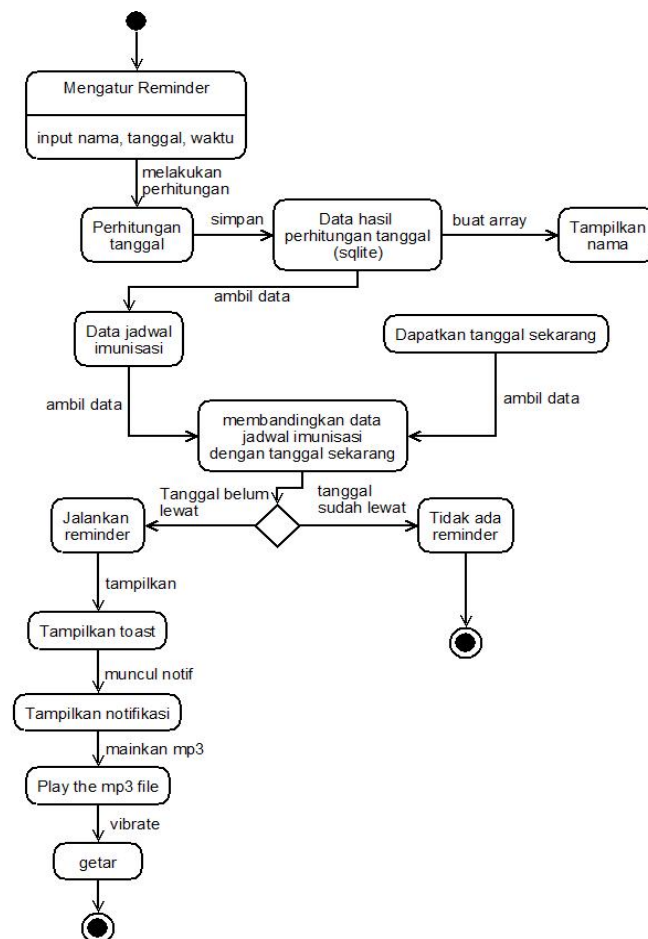 Mengatur Reminder
input nama, tanggal, waktu
melakukan
perhitungan
Perhitungan
tanggal
simpan
Data hasil
perhitungan tanggal
(sqlite)
buat array
Tampilkan
nama
ambil data
Data jadwal
imunisasi
Dapatkan tanggal sekarang
ambil data
ambil data
membandingkan data
jadwal imunisasi
dengan tanggal sekarang
Tanggal belum
lewat
tanggal
sudah lewat
Jalankan
reminder
Tidak ada
reminder
tampilkan
Tampilkan toast
muncul notif
Tampilkan notifikasi
mainkan mp3
Play the mp3 file
vibrate
getar